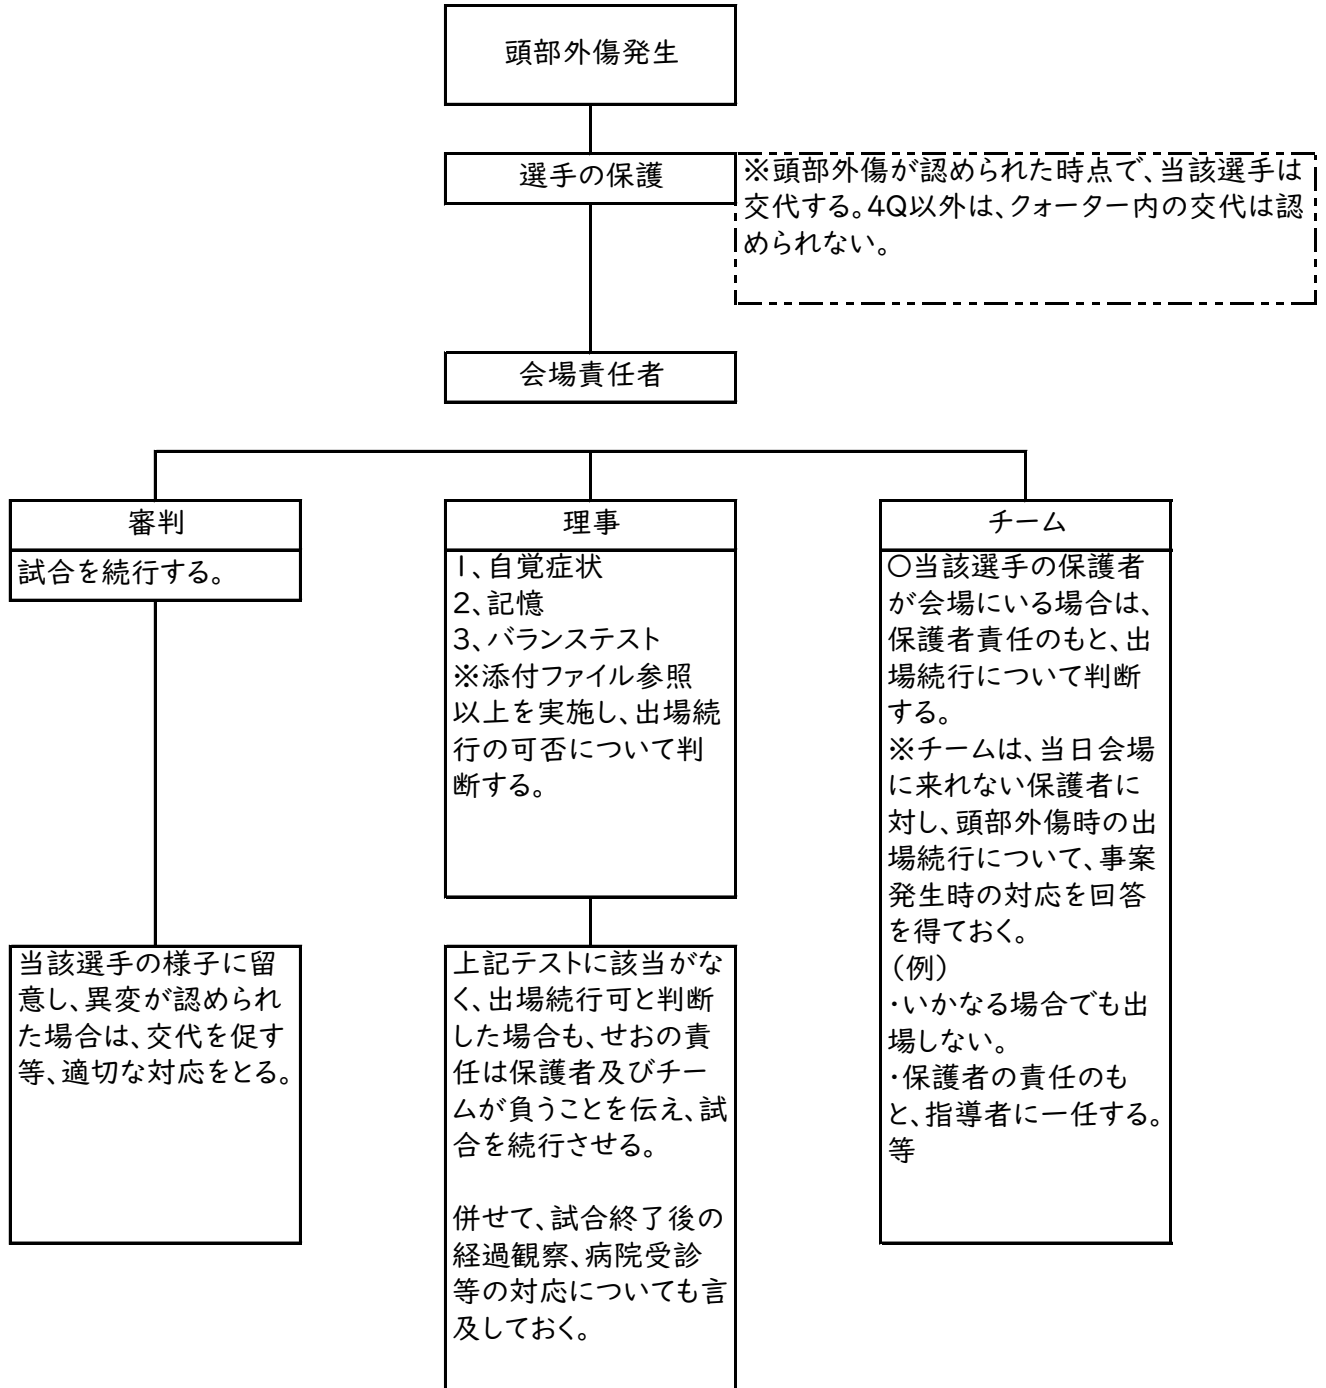 頭部外傷発生
選手の保護
※頭部外傷が認められた時点で、当該選手は
交代する。4Q以外は、クォーター内の交代は認
められない。
会場責任者
審判
試合を続行する。
当該選手の様子に留
意し、異変が認められ
た場合は、交代を促す
等、適切な対応をとる。
理事
1、自覚症状
2、記憶
3、バランステスト
※添付ファイル参照
以上を実施し、出場続
行の可否について判
断する。
上記テストに該当がな
く、出場続行可と判断
した場合も、せおの責
任は保護者及びチー
ムが負うことを伝え、試
合を続行させる。
併せて、試合終了後の
経過観察、病院受診
等の対応についても言
及しておく。
チーム
○当該選手の保護者
が会場にいる場合は、
保護者責任のもと、出
場続行について判断
する。
※チームは、当日会場
に来れない保護者に
対し、頭部外傷時の出
場続行について、事案
発生時の対応を回答
を得ておく。
（例）
・いかなる場合でも出
場しない。
・保護者の責任のも
と、指導者に一任する。
等